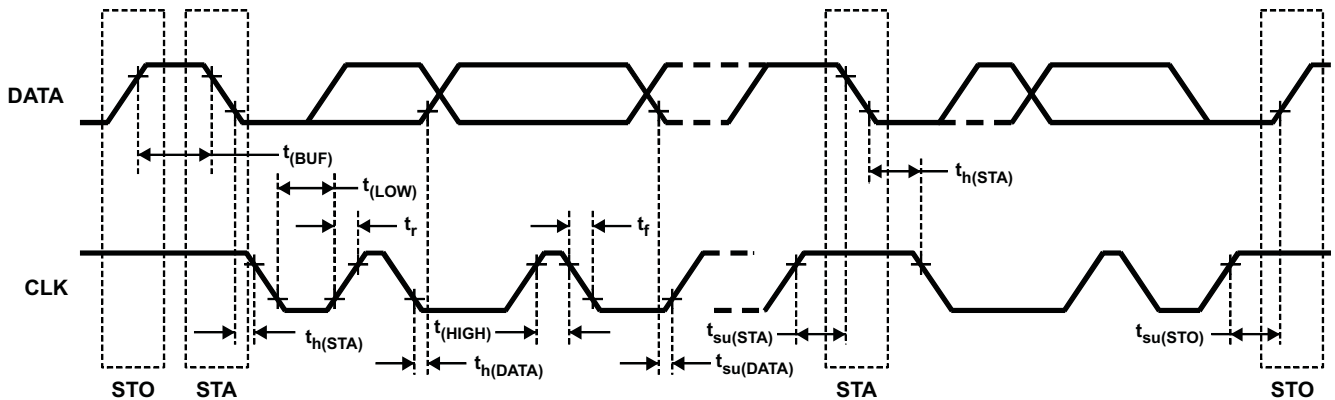 DATA
t(BUF)
t(LOW)
tr
tf
th(STA)
CLK
th(STA)
t(HIGH)
th(DATA)
tsu(DATA)
tsu(STA)
tsu(STO)
STO
STA
STA
STO